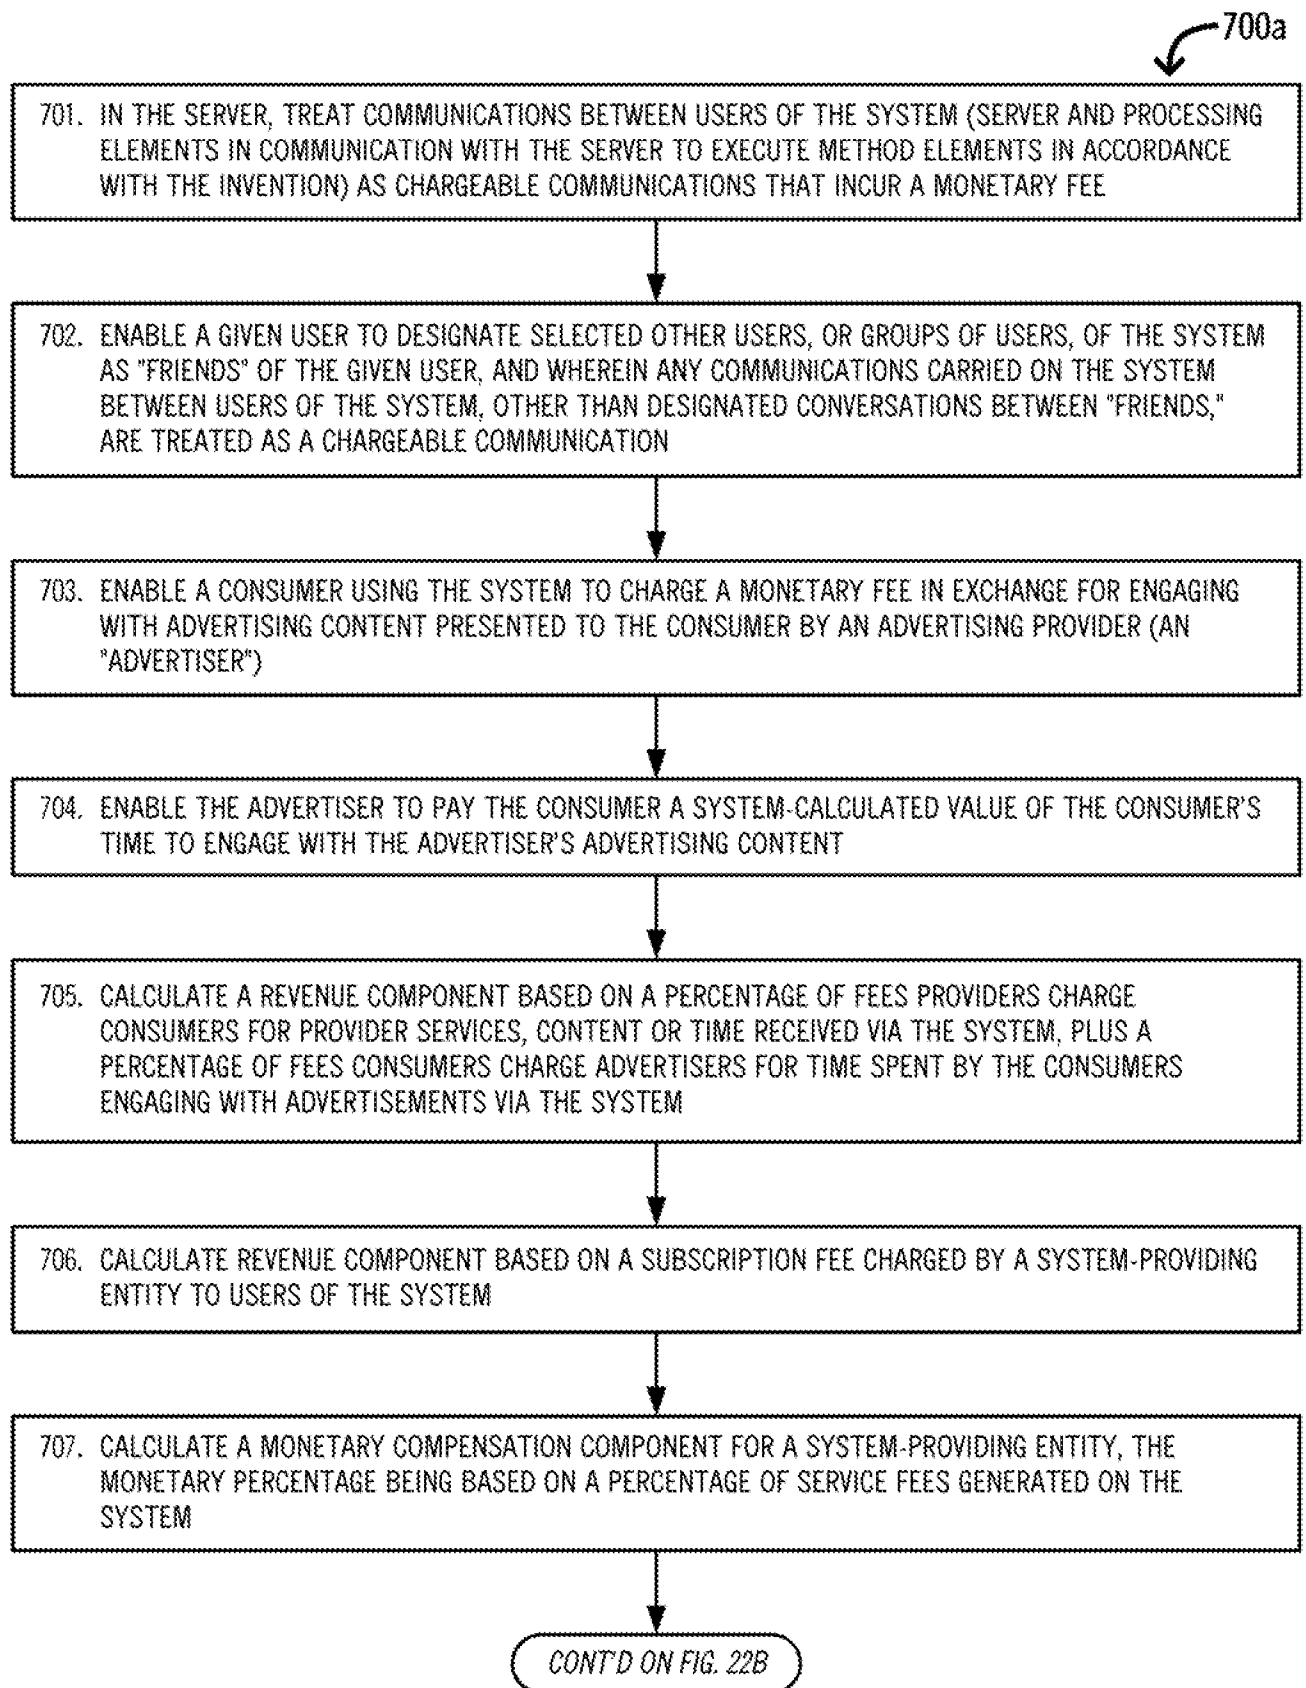 700a
701. IN THE SERVER, TREAT COMMUNICATIONS BETWEEN USERS OF THE SYSTEM (SERVER AND PROCESSING
ELEMENTS IN COMMUNICATION WITH THE SERVER TO EXECUTE METHOD ELEMENTS IN ACCORDANCE
WITH THE INVENTION) AS CHARGEABLE COMMUNICATIONS THAT INCUR A MONETARY FEE
702. ENABLE A GIVEN USER TO DESIGNATE SELECTED OTHER USERS, OR GROUPS OF USERS, OF THE SYSTEM
AS "FRIENDS" OF THE GIVEN USER, AND WHEREIN ANY COMMUNICATIONS CARRIED ON THE SYSTEM
BETWEEN USERS OF THE SYSTEM, OTHER THAN DESIGNATED CONVERSATIONS BETWEEN "FRIENDS,"
ARE TREATED AS A CHARGEABLE COMMUNICATION
703. ENABLE A CONSUMER USING THE SYSTEM TO CHARGE A MONETARY FEE IN EXCHANGE FOR ENGAGING
WITH ADVERTISING CONTENT PRESENTED TO THE CONSUMER BY AN ADVERTISING PROVIDER (AN
"ADVERTISER")
704. ENABLE THE ADVERTISER TO PAY THE CONSUMER A SYSTEM-CALCULATED VALUE OF THE CONSUMER'S
TIME TO ENGAGE WITH THE ADVERTISER'S ADVERTISING CONTENT
705. CALCULATE A REVENUE COMPONENT BASED ON A PERCENTAGE OF FEES PROVIDERS CHARGE
CONSUMERS FOR PROVIDER SERVICES, CONTENT OR TIME RECEIVED VIA THE SYSTEM, PLUS A
PERCENTAGE OF FEES CONSUMERS CHARGE ADVERTISERS FOR TIME SPENT BY THE CONSUMERS
ENGAGING WITH ADVERTISEMENTS VIA THE SYSTEM
706. CALCULATE REVENUE COMPONENT BASED ON A SUBSCRIPTION FEE CHARGED BY A SYSTEM-PROVIDING
ENTITY TO USERS OF THE SYSTEM
707. CALCULATE A MONETARY COMPENSATION COMPONENT FOR A SYSTEM-PROVIDING ENTITY, THE
MONETARY PERCENTAGE BEING BASED ON A PERCENTAGE OF SERVICE FEES GENERATED ON THE
SYSTEM
CONT'D ON FIG. 22B